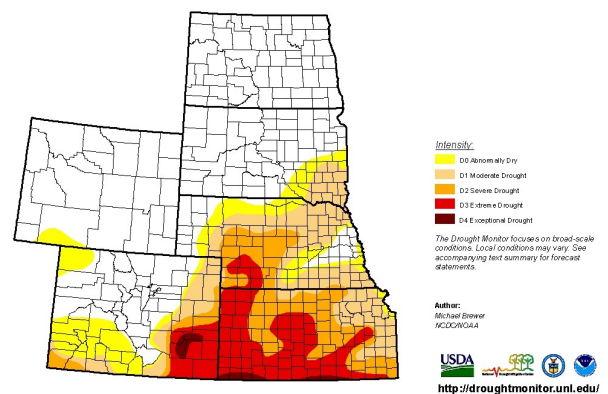 Intensity:
D0 Abnormally Dry
D1 Moderate Drought
D2 Severe Drought
D3 Extreme Drought
D4 Exceptional Drought
The Drought Monitor focuses on broad-scale
conditions. Local conditions may vary. See
accompanying text summary for forecast
statements.
Author:
Michael Brewer
NCDC/NOAA
USDA
http://droughtmonitor.unl.edu/